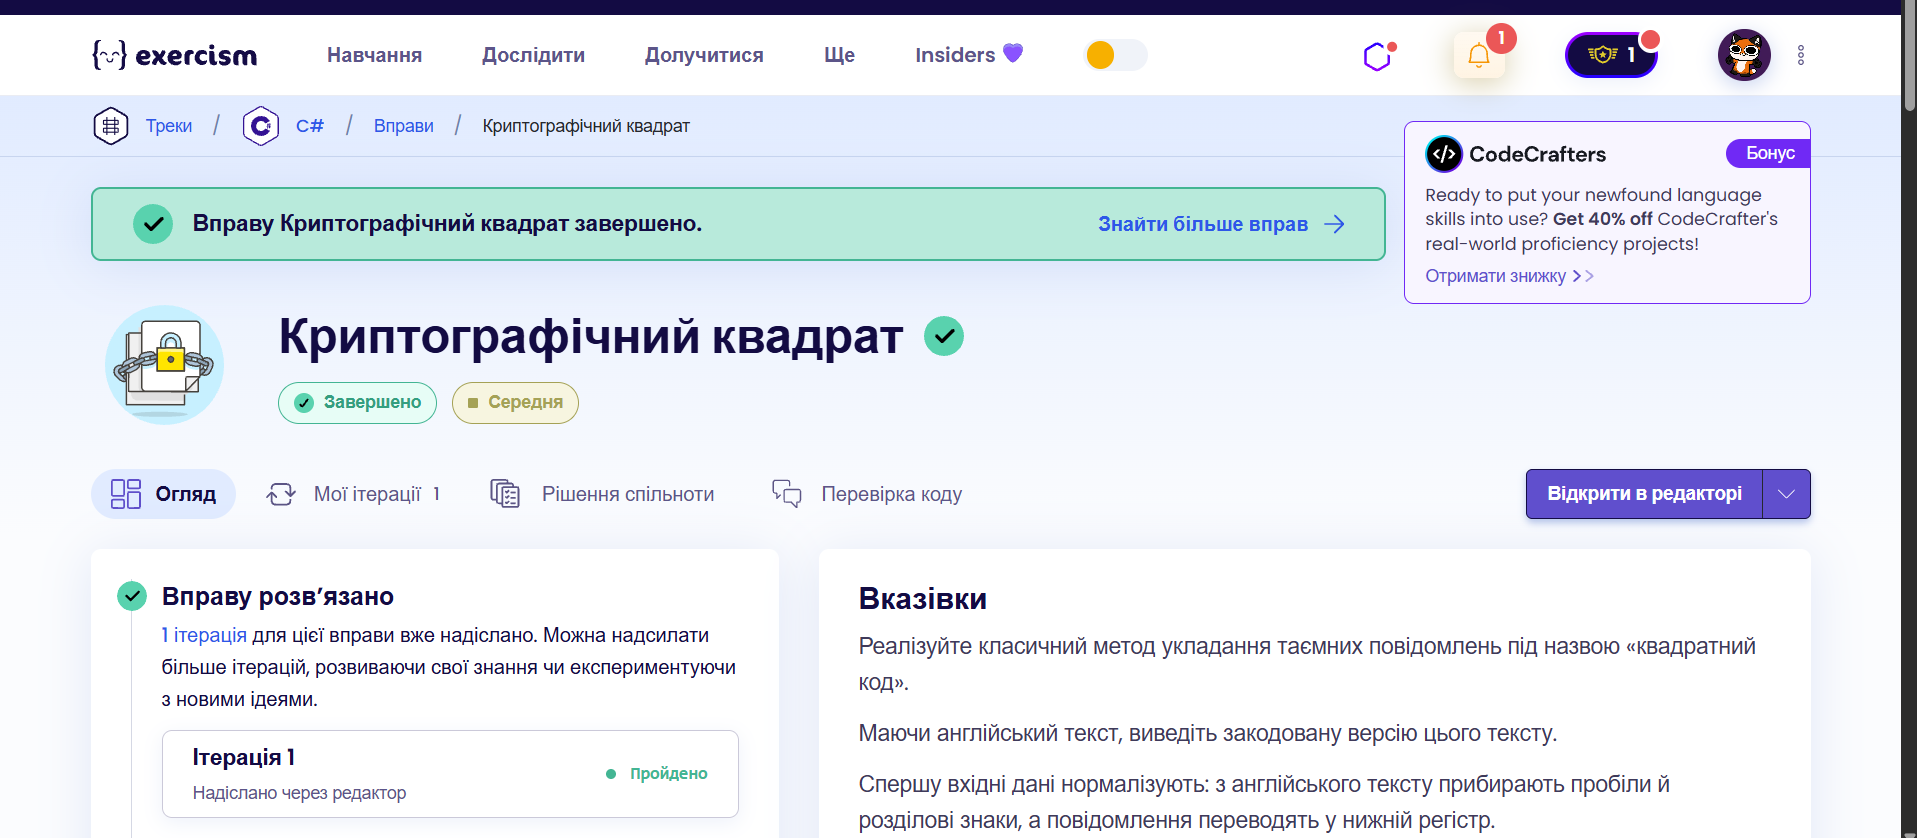 exercism
Навчання
Дослідити
Долучитися
Ще
Insiders
1
1
Треки / C# / Вправи / Криптографічний квадрат
CodeCrafters
Бонус
Ready to put your newfound language
skills into use? Get 40% off CodeCrafter's
real-world proficiency projects!
Отримати знижку
Вправу Криптографічний квадрат завершено.
Знайти більше вправ
Криптографічний квадрат
Завершено
Середня
Огляд
Мої ітерації 1
Рішення спільноти
Перевірка коду
Відкрити в редакторі
Вправу розв’язано
1 ітерація для цієї вправи вже надіслано. Можна надсилати
більше ітерацій, розвиваючи свої знання чи експериментуючи
з новими ідеями.
Ітерація 1
Надіслано через редактор
Пройдено
Вказівки
Реалізуйте класичний метод укладання таємних повідомлень під назвою «квадратний
код».
Маючи англійський текст, виведіть закодовану версію цього тексту.
Спершу вхідні дані нормалізують: з англійського тексту прибирають пробіли й
розділові знаки, а повідомлення переводять у нижній регістр.